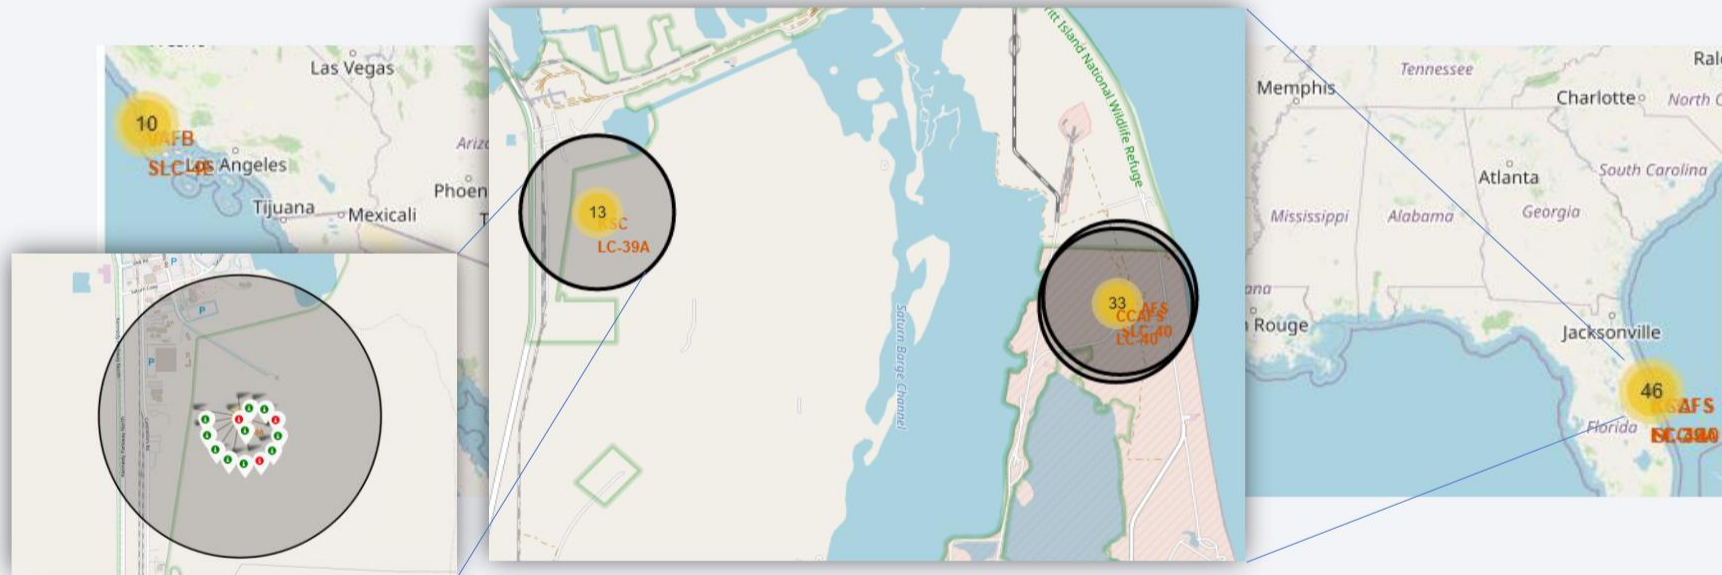 Las Vegas
10
VAFB
SLC-4E
Los Angeles
Tijuana
Mexicali
Phoen
P
P
P
Merritt Island National Wildlife Refuge
13
KSC
LC-39A
33
CCAFS
SLC-40
LC-40
Saturn Barge Channel
Tennessee
Memphis
Charlotte
North C
Atlanta
South Carolina
Mississippi
Alabama
Georgia
Rouge
Jacksonville
46
Florida